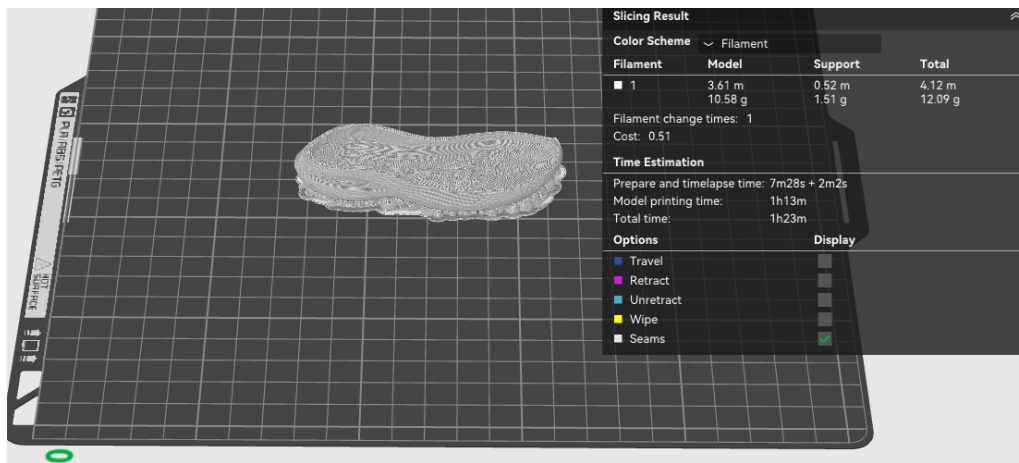 Slicing Result
Color Scheme Filament
Filament Model Support Total
1 3.61 m 0.52 m 4.12 m
10.58 g 1.51 g 12.09 g
Filament change times: 1
Cost: 0.51
Time Estimation
Prepare and timelapse time: 7m28s + 2m2s
Model printing time: 1h13m
Total time: 1h23m
Options Display
Travel
Retract
Unretract
Wipe
Seams
PLA/ABS/PETG
HOT
SURFACE
0